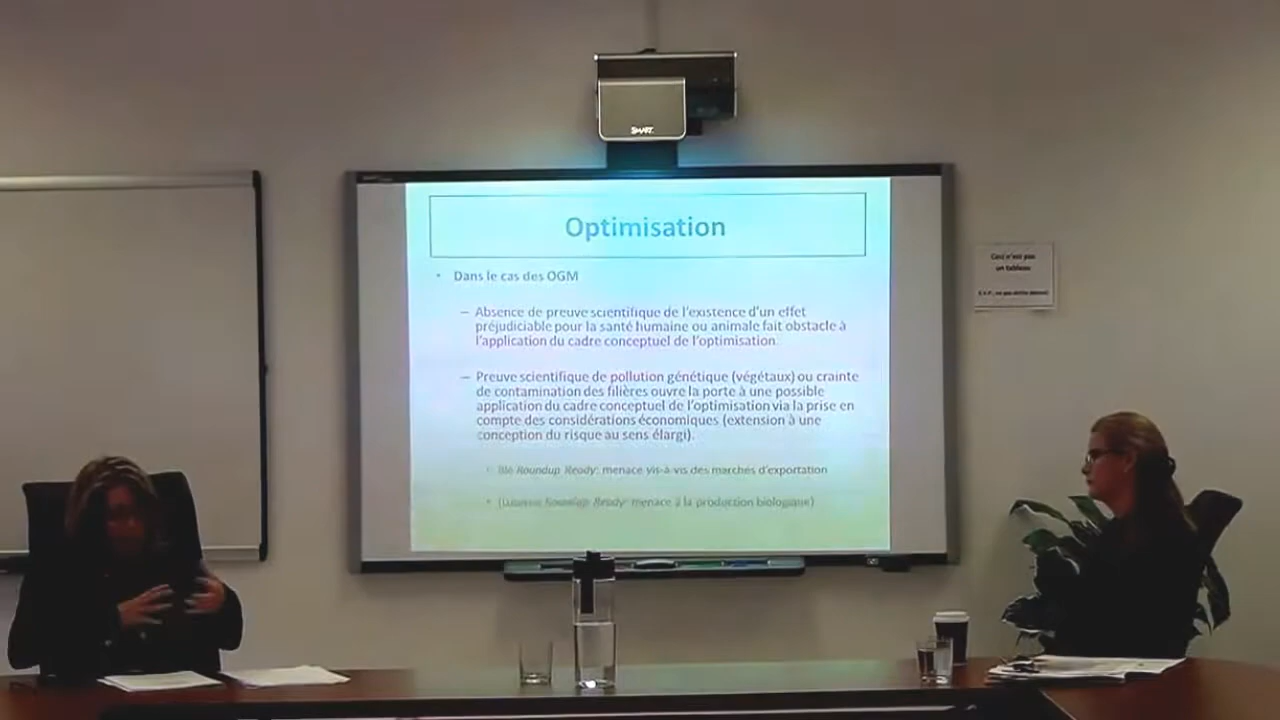 SMART
Optimisation
• Dans le cas des OGM
– Absence de preuve scientifique de l'existence d'un effet
préjudiciable pour la santé humaine ou animale fait obstacle à
l'application du cadre conceptuel de l'optimisation.
– Preuve scientifique de pollution génétique (végétaux) ou crainte
de contamination des filières ouvre la porte à une possible
application du cadre conceptuel de l'optimisation via la prise en
compte des considérations économiques (extension à une
conception du risque au sens élargi).
• Blé Roundup Ready: menace vis-à-vis des marchés d'exportation
• (Luzerne Roundup Ready: menace à la production biologique)
Ceci n'est pas
un tableau